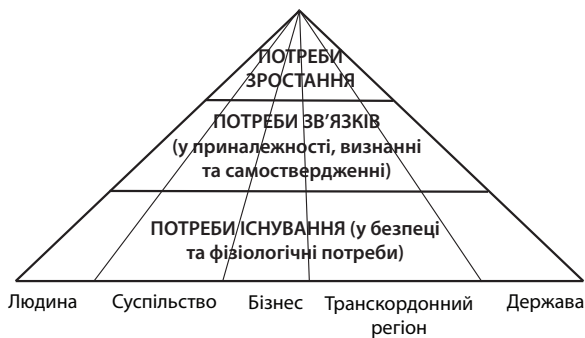 ПОТРЕБИ
ЗРОСТАННЯ
ПОТРЕБИ ЗВ’ЯЗКІВ
(у приналежності, визнанні
та самоствердженні)
ПОТРЕБИ ІСНУВАННЯ (у безпеці
та фізіологічні потреби)
Людина Суспільство Бізнес Транскордонний Держава
регіон